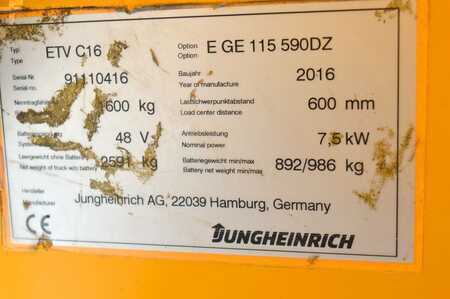 Typ ETV C16 Option E GE 115 590DZ
Type Option
Serial Nr. 91110416 Baujahr 2016
Serial no. Year of manufacture
600 kg Lastschwerpunktabstand 600 mm
Load center distance
48 V Antriebsleistung 7,5 kW
Nominal power
Leergewicht ohne Batterie 2591 kg Batteriegewicht min/max 892/986 kg
Net weight of truck w/o battery Battery net weight min/max
Hersteller
Manufacturer Jungheinrich AG, 22039 Hamburg, Germany
CE JUNGHEINRICH